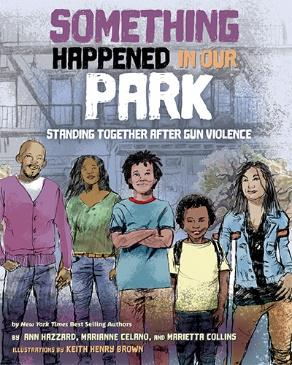 SOMETHING
HAPPENED IN OUR
PARK
STANDING TOGETHER AFTER GUN VIOLENCE
by New York Times Best Selling Authors
BY ANN HAZZARD, MARIANNE CELANO, AND MARIETTA COLLINS
ILLUSTRATIONS BY KEITH HENRY BROWN